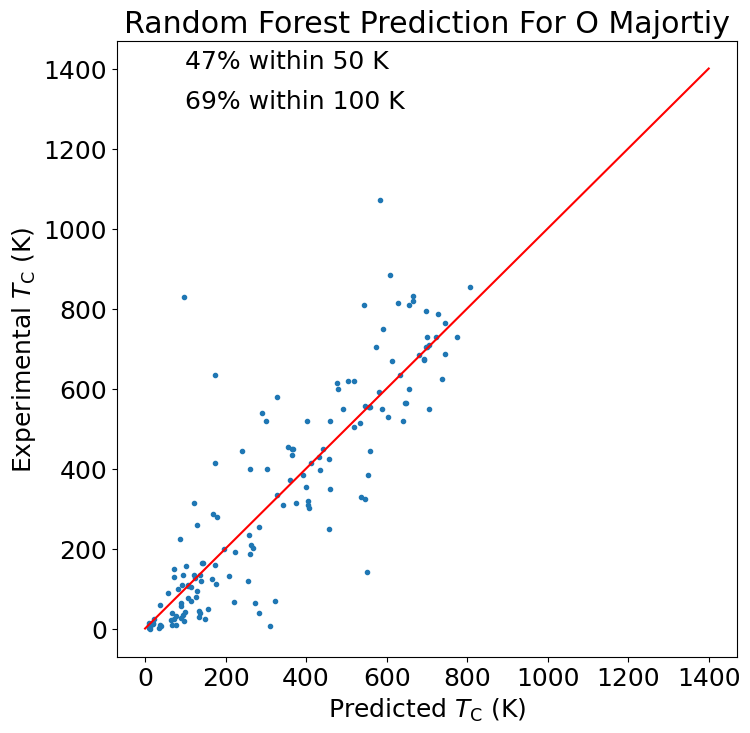 Random Forest Prediction For O Majortiy
47% within 50 K
69% within 100 K
1400
1200
1000
800
600
400
200
0
Experimental T_C (K)
0 200 400 600 800 1000 1200 1400
Predicted T_C (K)